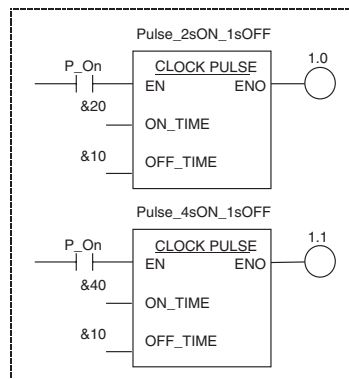 Pulse_2sON_1sOFF
P_On CLOCK PULSE 1.0
EN ENO
&20
ON_TIME
&10
OFF_TIME
Pulse_4sON_1sOFF
P_On CLOCK PULSE 1.1
EN ENO
&40
ON_TIME
&10
OFF_TIME